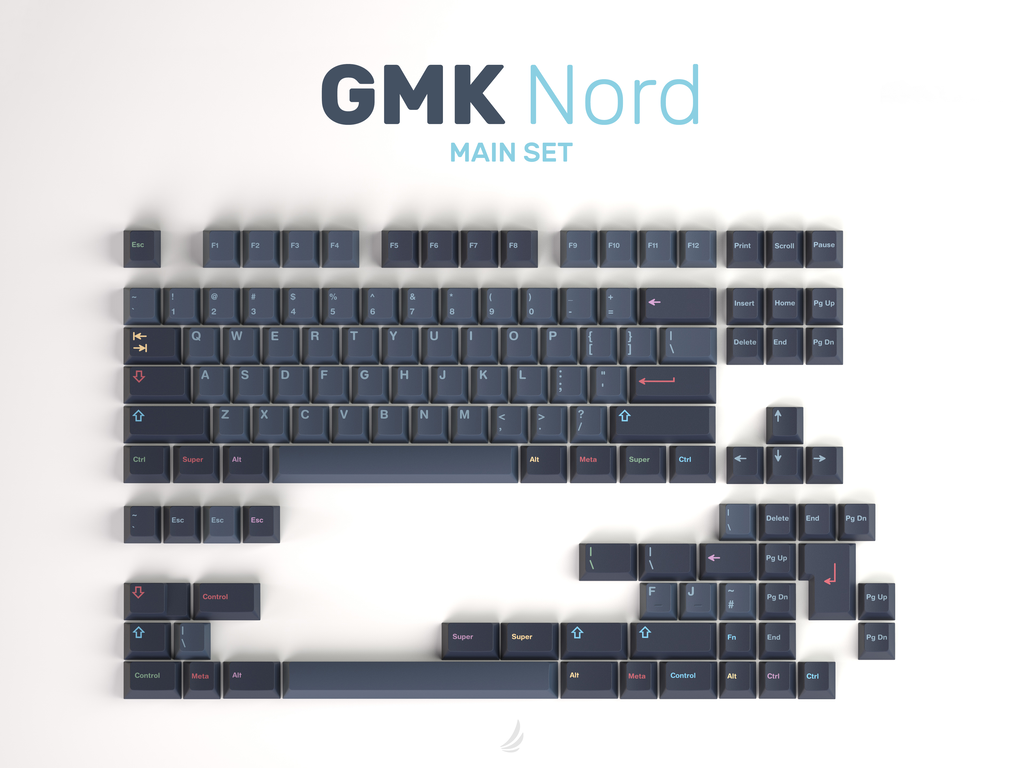 GMK Nord
MAIN SET
Esc F1 F2 F3 F4 F5 F6 F7 F8 F9 F10 F11 F12 Print Scroll Pause
~ ! @ # $ % ^ & * ( ) _ +
` 1 2 3 4 5 6 7 8 9 0 - = ← Insert Home Pg Up
Q W E R T Y U I O P { } |
[ ] \ Delete End Pg Dn
A S D F G H J K L : "
; '
Z X C V B N M < > ?
, . /
Ctrl Super Alt Alt Meta Super Ctrl ← ↓ →
~ Esc Esc Esc | Delete End Pg Dn
` \
| | ← Pg Up
\ \
Control F J ~ Pg Dn Pg Up
#
| Super Super Fn End Pg Dn
\
Control Meta Alt Alt Meta Control Alt Ctrl Ctrl